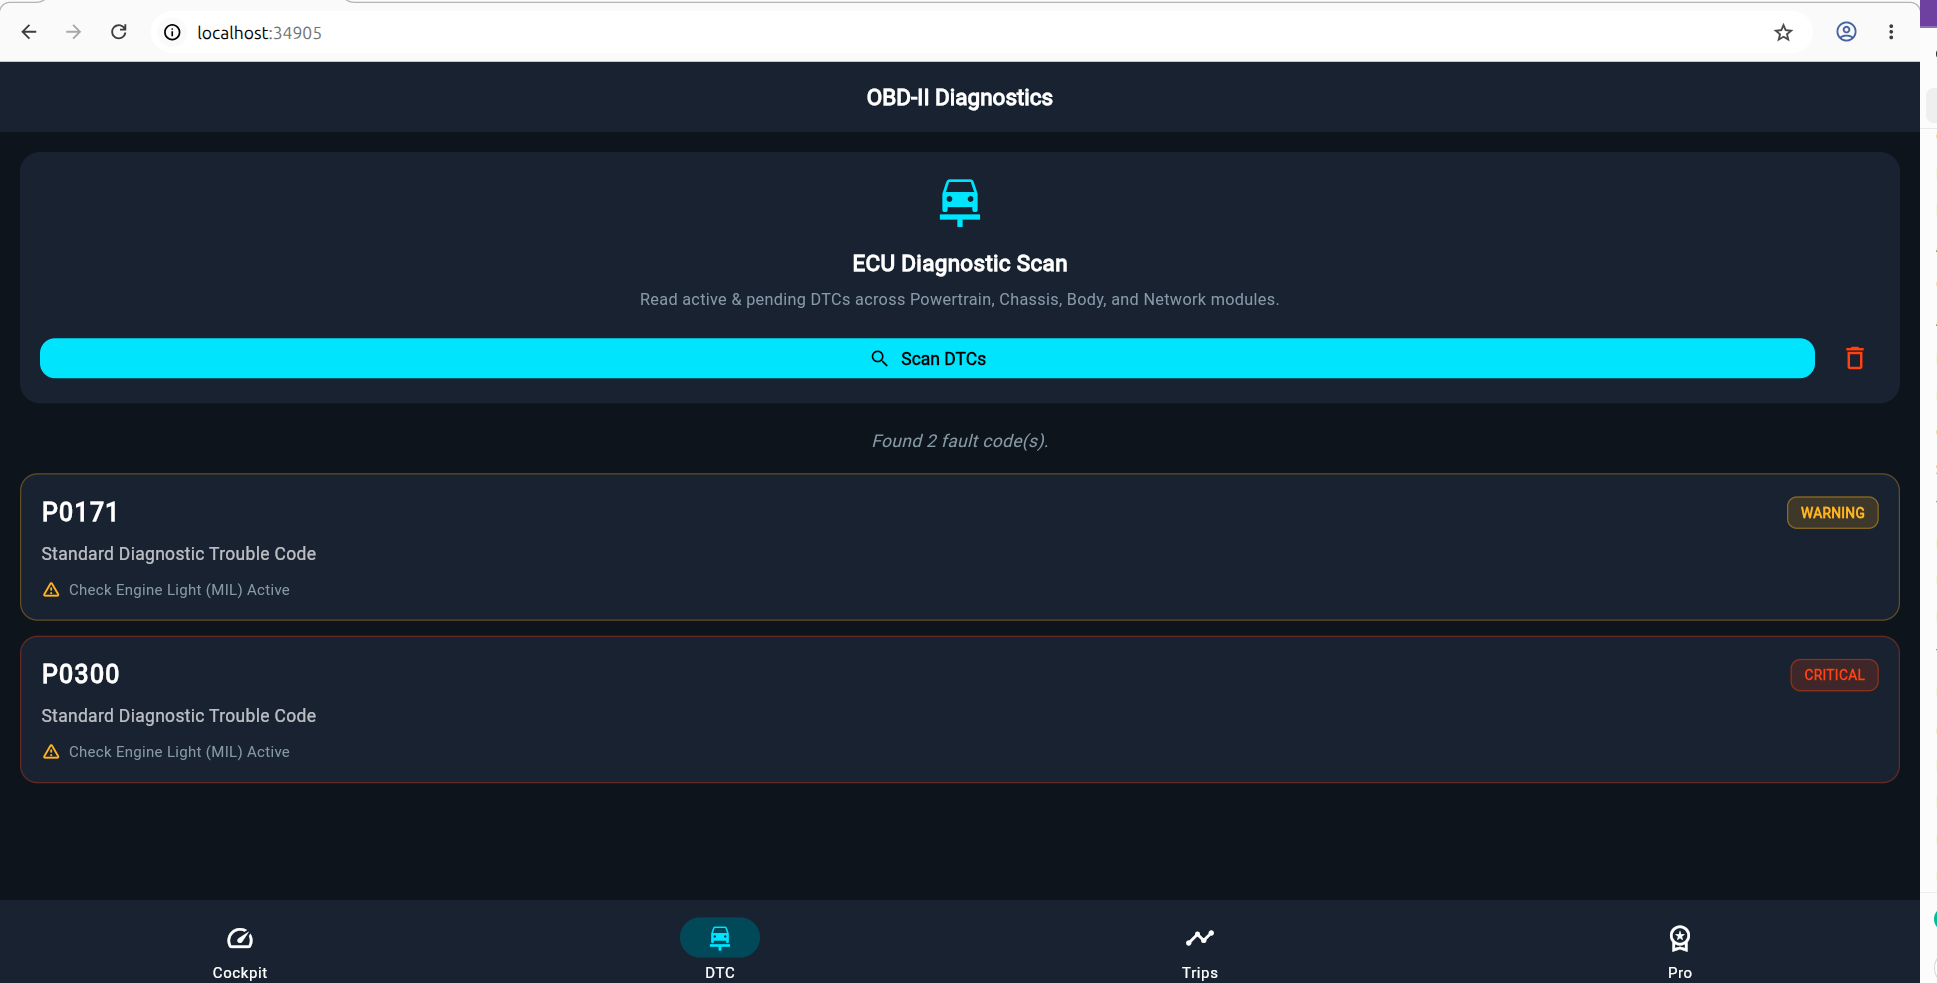 localhost:34905
OBD-II Diagnostics
ECU Diagnostic Scan
Read active & pending DTCs across Powertrain, Chassis, Body, and Network modules.
Scan DTCs
Found 2 fault code(s).
P0171
WARNING
Standard Diagnostic Trouble Code
Check Engine Light (MIL) Active
P0300
CRITICAL
Standard Diagnostic Trouble Code
Check Engine Light (MIL) Active
Cockpit
DTC
Trips
Pro